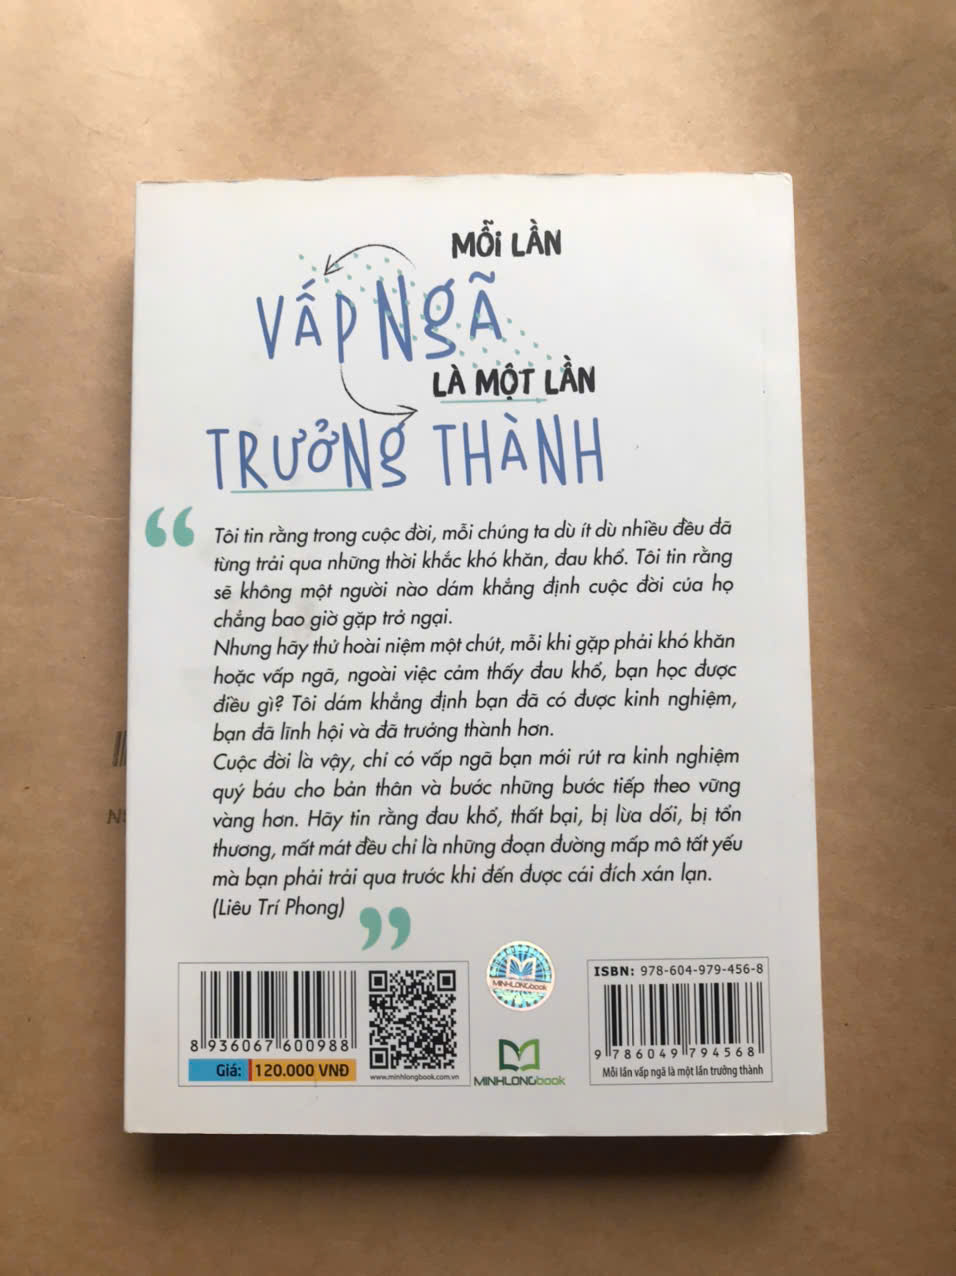 MỖI LẦN
VẤP NGÃ
LÀ MỘT LẦN
TRƯỞNG THÀNH
“
Tôi tin rằng trong cuộc đời, mỗi chúng ta dù ít dù nhiều đều đã
từng trải qua những thời khắc khó khăn, đau khổ. Tôi tin rằng
sẽ không một người nào dám khẳng định cuộc đời của họ
chẳng bao giờ gặp trở ngại.
Nhưng hãy thử hoài niệm một chút, mỗi khi gặp phải khó khăn
hoặc vấp ngã, ngoài việc cảm thấy đau khổ, bạn học được
điều gì? Tôi dám khẳng định bạn đã có được kinh nghiệm,
bạn đã lĩnh hội và đã trưởng thành hơn.
Cuộc đời là vậy, chỉ có vấp ngã bạn mới rút ra kinh nghiệm
quý báu cho bản thân và bước những bước tiếp theo vững
vàng hơn. Hãy tin rằng đau khổ, thất bại, bị lừa dối, bị tổn
thương, mất mát đều chỉ là những đoạn đường mấp mô tất yếu
mà bạn phải trải qua trước khi đến được cái đích xán lạn.
(Liêu Trí Phong)
”
8 936067 600988
Giá: 120.000 VNĐ
www.minhlongbook.com.vn
MINHLONGbook
MINHLONGbook
ISBN: 978-604-979-456-8
9 786049 794568
Mỗi lần vấp ngã là một lần trưởng thành